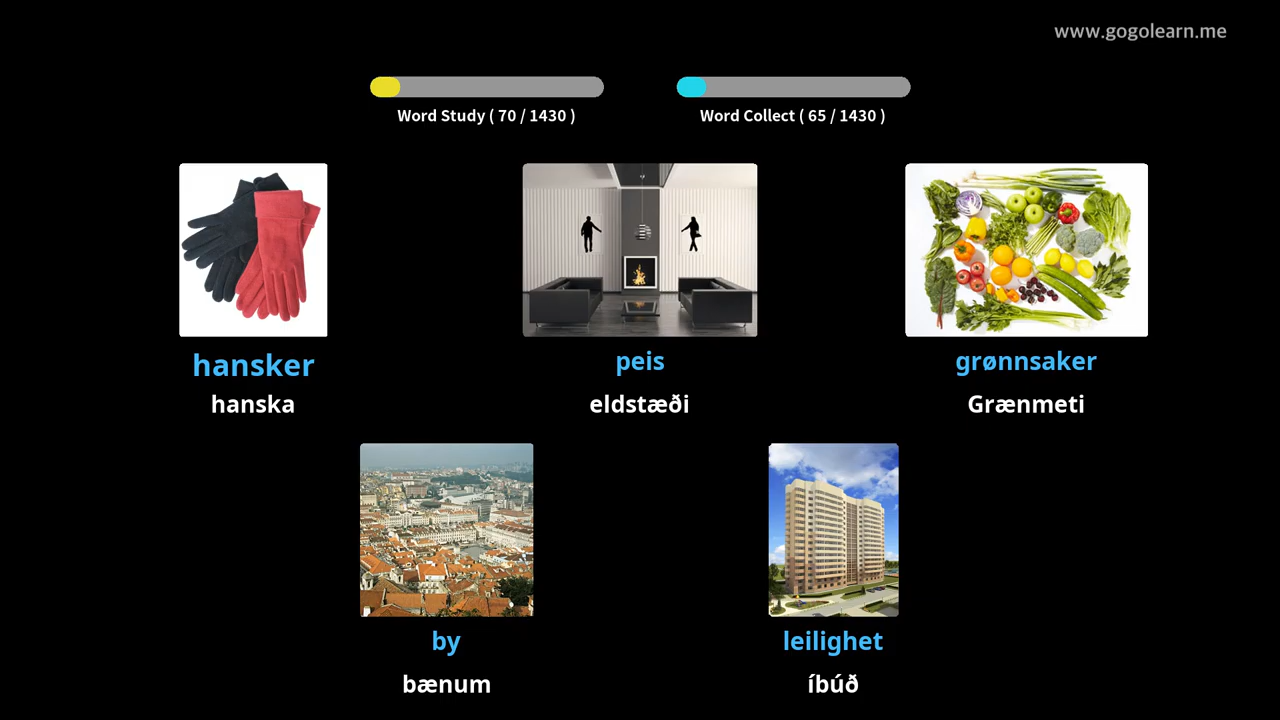 www.gogolearn.me
Word Study ( 70 / 1430 )
Word Collect ( 65 / 1430 )
hansker
hanska
peis
eldstæði
grønnsaker
Grænmeti
by
bænum
leilighet
íbúð